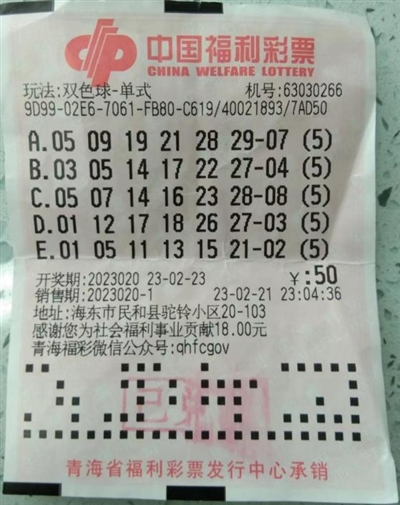 中国福利彩票
CHINA WELFARE LOTTERY
玩法:双色球-单式 机号:63030266
9D99-02E6-7061-FB80-C619/40021893/7AD50
A.05 09 19 21 28 29-07 (5)
B.03 05 14 17 22 27-04 (5)
C.05 07 14 16 23 28-08 (5)
D.01 12 17 18 26 27-03 (5)
E.01 05 11 13 15 21-02 (5)
开奖期:2023020 23-02-23 ¥:50
销售期:2023020-1 23-02-21 23:04:36
地址:海东市民和县驼铃小区20-103
感谢您为社会福利事业贡献18.00元
青海福彩微信公众号:qhfcgov
青海省福利彩票发行中心承销